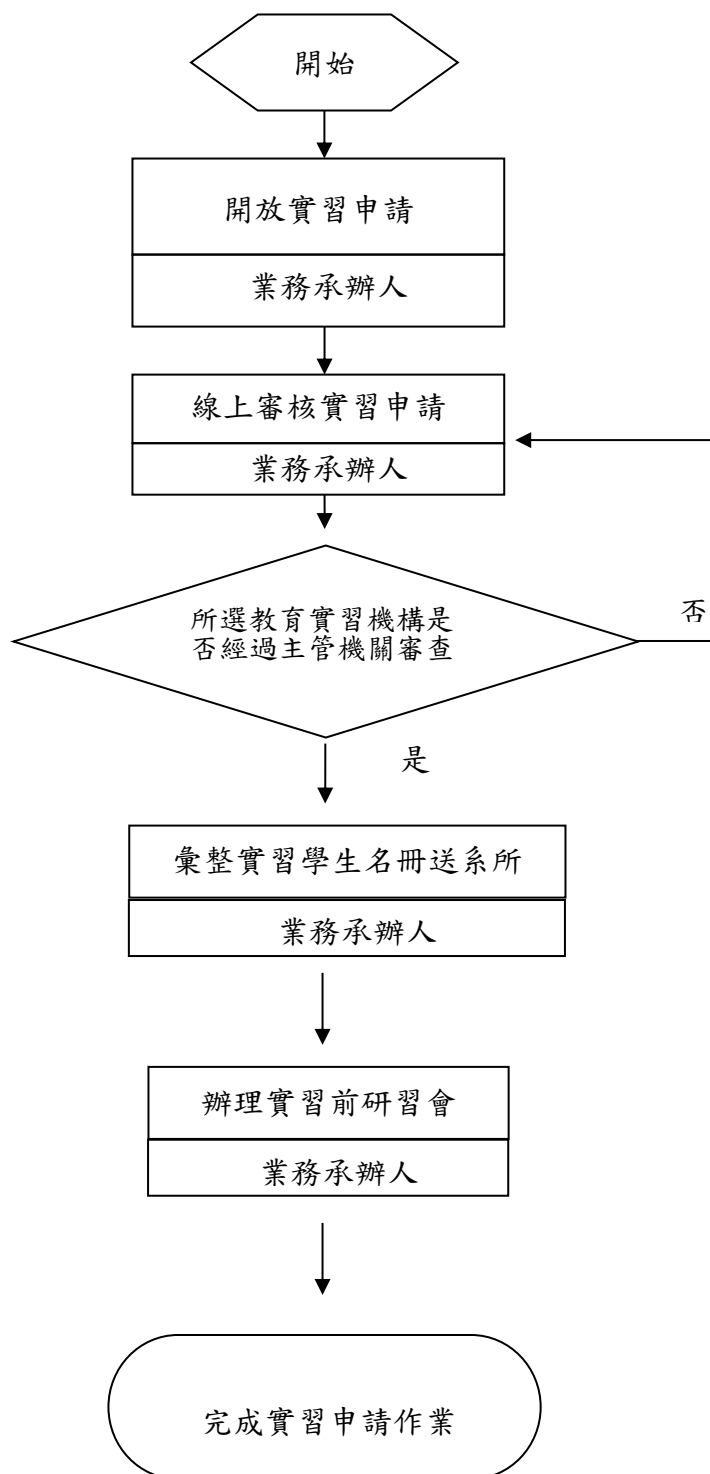 開始
開放實習申請
業務承辦人
線上審核實習申請
業務承辦人
所選教育實習機構是
否經過主管機關審查
否
是
彙整實習學生名冊送系所
業務承辦人
辦理實習前研習會
業務承辦人
完成實習申請作業